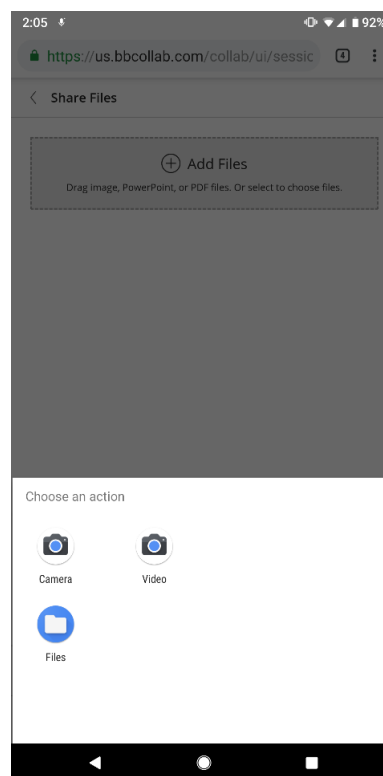 2:05 92%
https://us.bbcollab.com/collab/ui/sessic 4
Share Files
Add Files
Drag image, PowerPoint, or PDF files. Or select to choose files.
Choose an action
Camera Video
Files